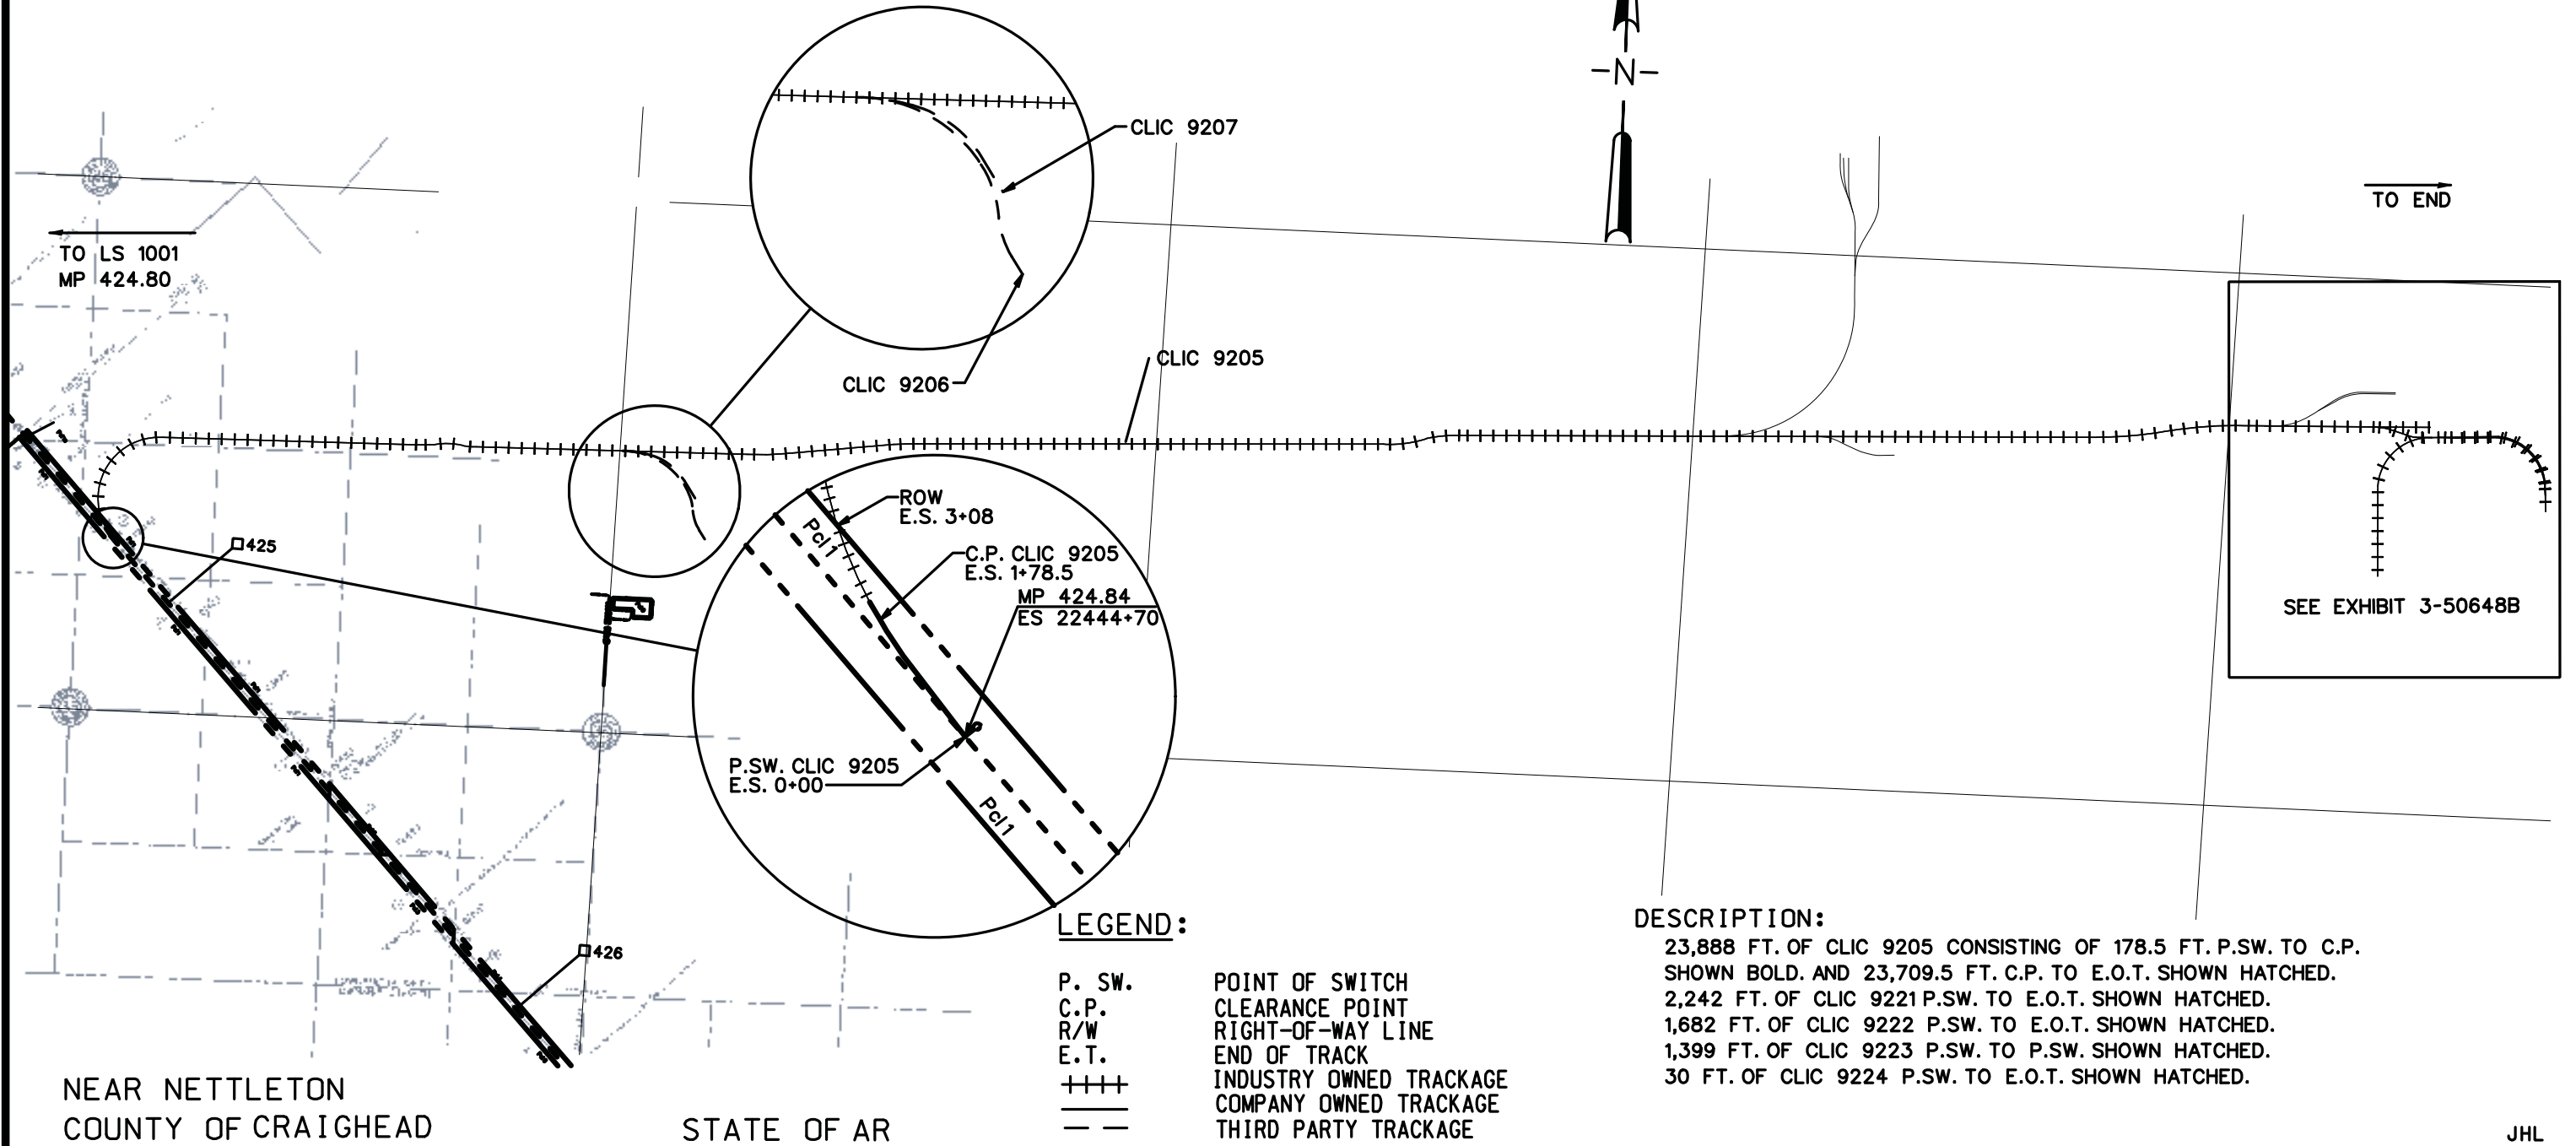 -N-
CLIC 9207
TO END
TO LS 1001
MP 424.80
CLIC 9206
CLIC 9205
ROW
E.S. 3+08
Pcl 1
C.P. CLIC 9205
E.S. 1+78.5
MP 424.84
ES 22444+70
425
SEE EXHIBIT 3-50648B
P.SW. CLIC 9205
E.S. 0+00
Pcl 1
426
LEGEND:
P. SW. POINT OF SWITCH
C.P. CLEARANCE POINT
R/W RIGHT-OF-WAY LINE
E.T. END OF TRACK
INDUSTRY OWNED TRACKAGE
COMPANY OWNED TRACKAGE
THIRD PARTY TRACKAGE
DESCRIPTION:
23,888 FT. OF CLIC 9205 CONSISTING OF 178.5 FT. P.SW. TO C.P.
SHOWN BOLD. AND 23,709.5 FT. C.P. TO E.O.T. SHOWN HATCHED.
2,242 FT. OF CLIC 9221 P.SW. TO E.O.T. SHOWN HATCHED.
1,682 FT. OF CLIC 9222 P.SW. TO E.O.T. SHOWN HATCHED.
1,399 FT. OF CLIC 9223 P.SW. TO P.SW. SHOWN HATCHED.
30 FT. OF CLIC 9224 P.SW. TO E.O.T. SHOWN HATCHED.
NEAR NETTLETON
COUNTY OF CRAIGHEAD STATE OF AR
JHL